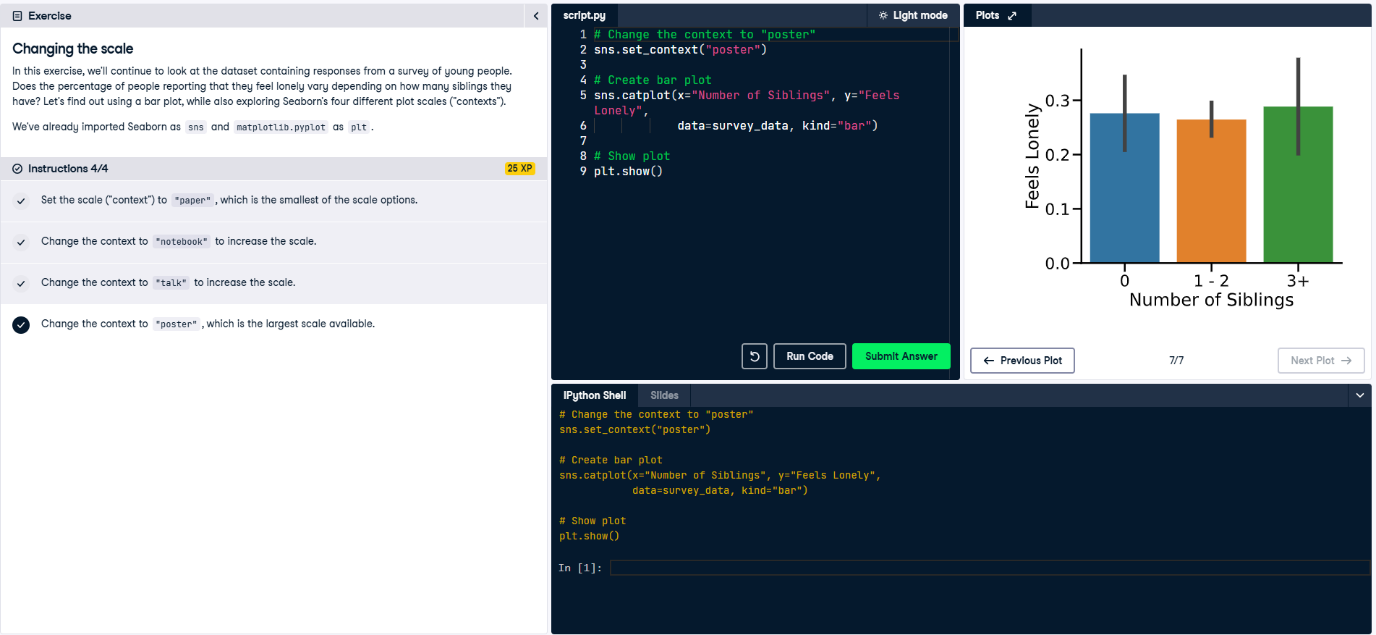 Exercise
Changing the scale
In this exercise, we'll continue to look at the dataset containing responses from a survey of young people.
Does the percentage of people reporting that they feel lonely vary depending on how many siblings they
have? Let's find out using a bar plot, while also exploring Seaborn's four different plot scales ("contexts").
We've already imported Seaborn as sns and matplotlib.pyplot as plt.
Instructions 4/4
25 XP
Set the scale ("context") to "paper", which is the smallest of the scale options.
Change the context to "notebook" to increase the scale.
Change the context to "talk" to increase the scale.
Change the context to "poster", which is the largest scale available.
script.py
Light mode
1 # Change the context to "poster"
2 sns.set_context("poster")
3
4 # Create bar plot
5 sns.catplot(x="Number of Siblings", y="Feels
Lonely",
6 data=survey_data, kind="bar")
7
8 # Show plot
9 plt.show()
Run Code
Submit Answer
Plots
Feels Lonely
0.3
0.2
0.1
0.0
0 1 - 2 3+
Number of Siblings
← Previous Plot
7/7
Next Plot →
IPython Shell
Slides
# Change the context to "poster"
sns.set_context("poster")
# Create bar plot
sns.catplot(x="Number of Siblings", y="Feels Lonely",
data=survey_data, kind="bar")
# Show plot
plt.show()
In [1]: